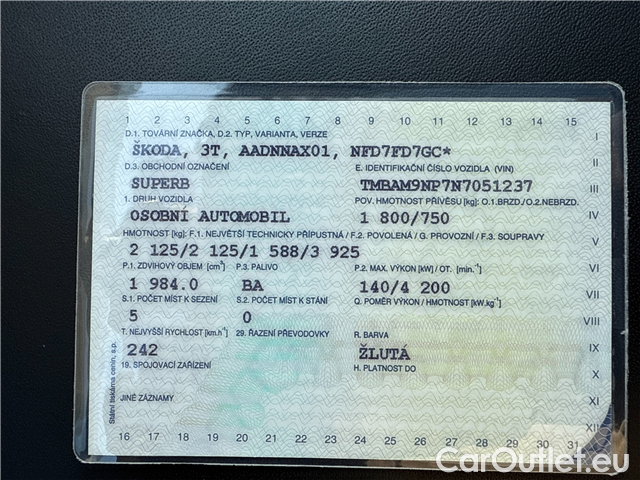 1 2 3 4 5 6 7 8 9 10 11 12 13 14 15
D.1. TOVÁRNÍ ZNAČKA, D.2. TYP, VARIANTA, VERZE
ŠKODA, 3T, AADNNAX01, NFD7FD7GC*
D.3. OBCHODNÍ OZNAČENÍ E. IDENTIFIKAČNÍ ČÍSLO VOZIDLA (VIN)
SUPERB TMBAM9NP7N7051237
1. DRUH VOZIDLA POV. HMOTNOST PŘÍVĚSU [kg]: O.1.BRZD./O.2.NEBRZD.
OSOBNÍ AUTOMOBIL 1 800/750
HMOTNOST [kg]: F.1. NEJVĚTŠÍ TECHNICKY PŘÍPUSTNÁ / F.2. POVOLENÁ / G. PROVOZNÍ / F.3. SOUPRAVY
2 125/2 125/1 588/3 925
P.1. ZDVIHOVÝ OBJEM [cm³] P.3. PALIVO P.2. MAX. VÝKON [kW] / OT. [min.⁻¹]
1 984.0 BA 140/4 200
S.1. POČET MÍST K SEZENÍ S.2. POČET MÍST K STÁNÍ Q. POMĚR VÝKON / HMOTNOST [kW.kg⁻¹]
5 0
T. NEJVYŠŠÍ RYCHLOST [km.h⁻¹] 29. ŘAZENÍ PŘEVODOVKY R. BARVA
242 ŽLUTÁ
19. SPOJOVACÍ ZAŘÍZENÍ H. PLATNOST DO
JINÉ ZÁZNAMY
16 17 18 19 20 21 22 23 24 25 26 27 28 29 30 31
I
II
III
IV
V
VI
VII
VIII
IX
X
XI
XII
Státní tiskárna cenin, s.p.
CarOutlet.eu